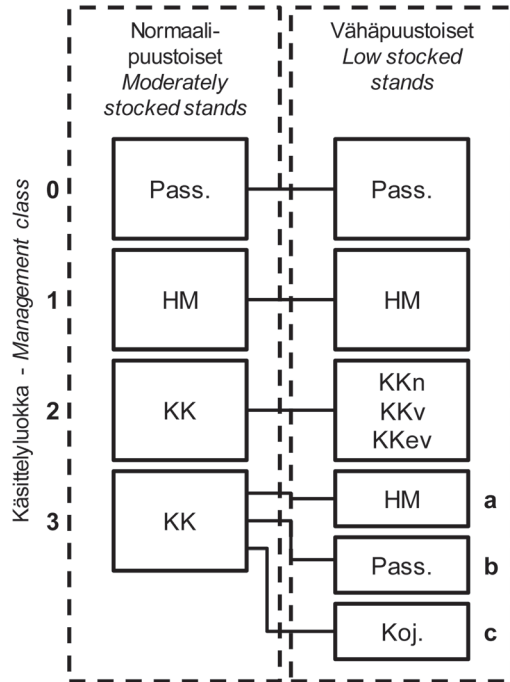 Normaali-
puustoiset
Moderately
stocked stands
Vähäpuustoiset
Low stocked
stands
Käsittelyluokka - Management class
0
Pass.
Pass.
1
HM
HM
2
KK
KKn
KKv
KKev
3
KK
HM
a
Pass.
b
Koj.
c